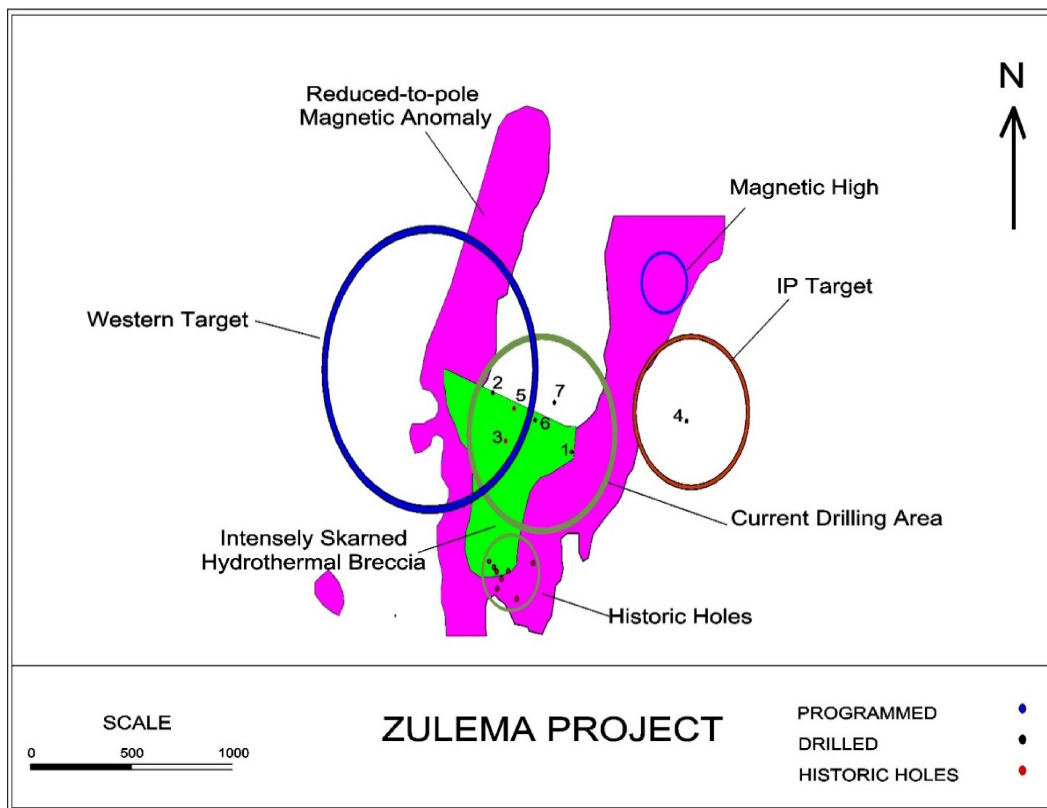 N
Reduced-to-pole
Magnetic Anomaly
Magnetic High
IP Target
Western Target
2
5
7
6
4
3
1
Current Drilling Area
Intensely Skarned
Hydrothermal Breccia
Historic Holes
SCALE
0 500 1000
ZULEMA PROJECT
PROGRAMMED
DRILLED
HISTORIC HOLES